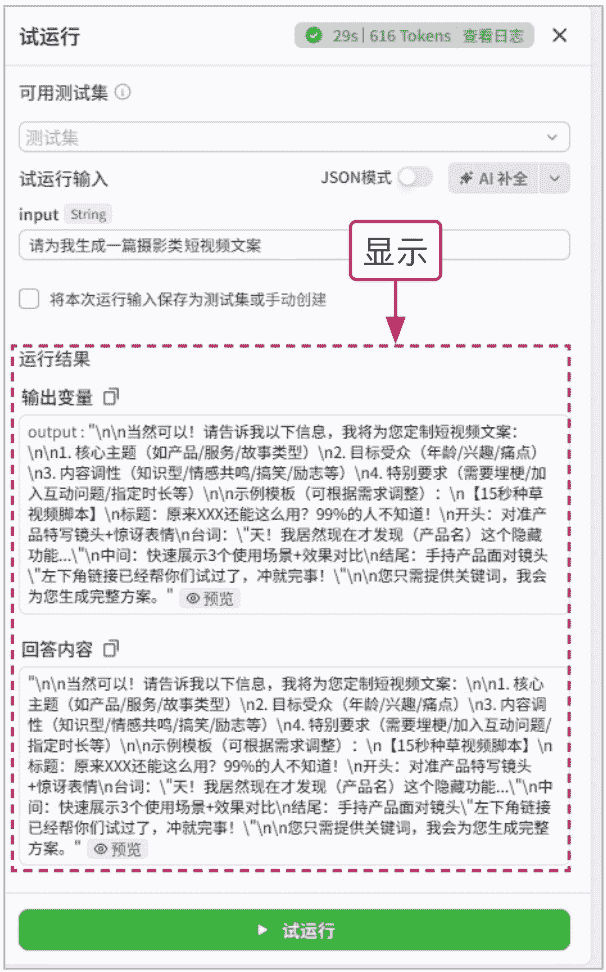 试运行
29s | 616 Tokens 查看日志
可用测试集
测试集
试运行输入 JSON模式 AI 补全
input String
请为我生成一篇摄影类短视频文案
显示
将本次运行输入保存为测试集或手动创建
运行结果
输出变量
output : "\n\n当然可以！请告诉我以下信息，我将为您定制短视频文案：
\n\n1. 核心主题（如产品/服务/故事类型）\n2. 目标受众（年龄/兴趣/痛点）
\n3. 内容调性（知识型/情感共鸣/搞笑/励志等）\n4. 特别要求（需要埋梗/加
入互动问题/指定时长等）\n\n示例模板（可根据需求调整）：\n【15秒种草
视频脚本】\n标题：原来XXX还能这么用？99%的人不知道！\n开头：对准产
品特写镜头+惊讶表情\n台词：\"天！我居然现在才发现（产品名）这个隐藏
功能...\"\n中间：快速展示3个使用场景+效果对比\n结尾：手持产品面对镜头
\"左下角链接已经帮你们试过了，冲就完事！\"\n\n您只需提供关键词，我会
为您生成完整方案。" 预览
回答内容
"\n\n当然可以！请告诉我以下信息，我将为您定制短视频文案：\n\n1. 核心
主题（如产品/服务/故事类型）\n2. 目标受众（年龄/兴趣/痛点）\n3. 内容调
性（知识型/情感共鸣/搞笑/励志等）\n4. 特别要求（需要埋梗/加入互动问题/
指定时长等）\n\n示例模板（可根据需求调整）：\n【15秒种草视频脚本】\n
标题：原来XXX还能这么用？99%的人不知道！\n开头：对准产品特写镜头
+惊讶表情\n台词：\"天！我居然现在才发现（产品名）这个隐藏功能...\"\n中
间：快速展示3个使用场景+效果对比\n结尾：手持产品面对镜头\"左下角链接
已经帮你们试过了，冲就完事！\"\n\n您只需提供关键词，我会为您生成完整
方案。" 预览
试运行